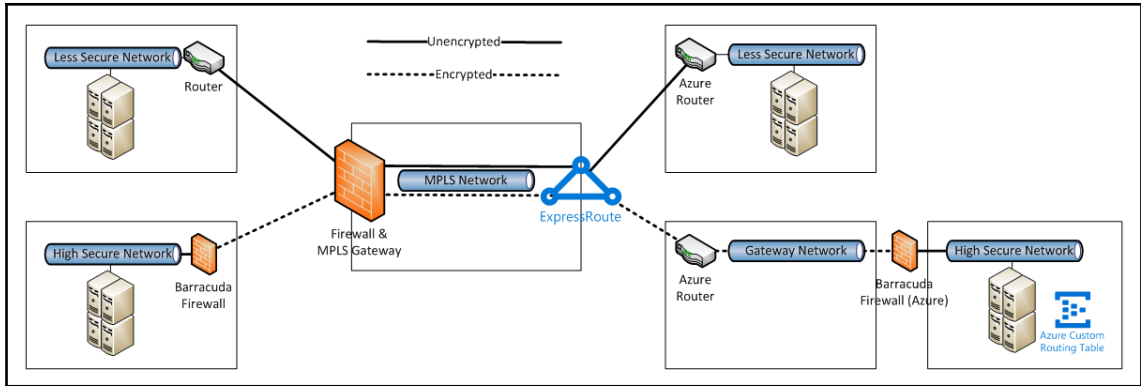 Less Secure Network
Router
Unencrypted
Encrypted
Azure
Router
Less Secure Network
MPLS Network
ExpressRoute
Firewall &
MPLS Gateway
High Secure Network
Barracuda
Firewall
Azure
Router
Gateway Network
Barracuda
Firewall (Azure)
High Secure Network
Azure Custom
Routing Table